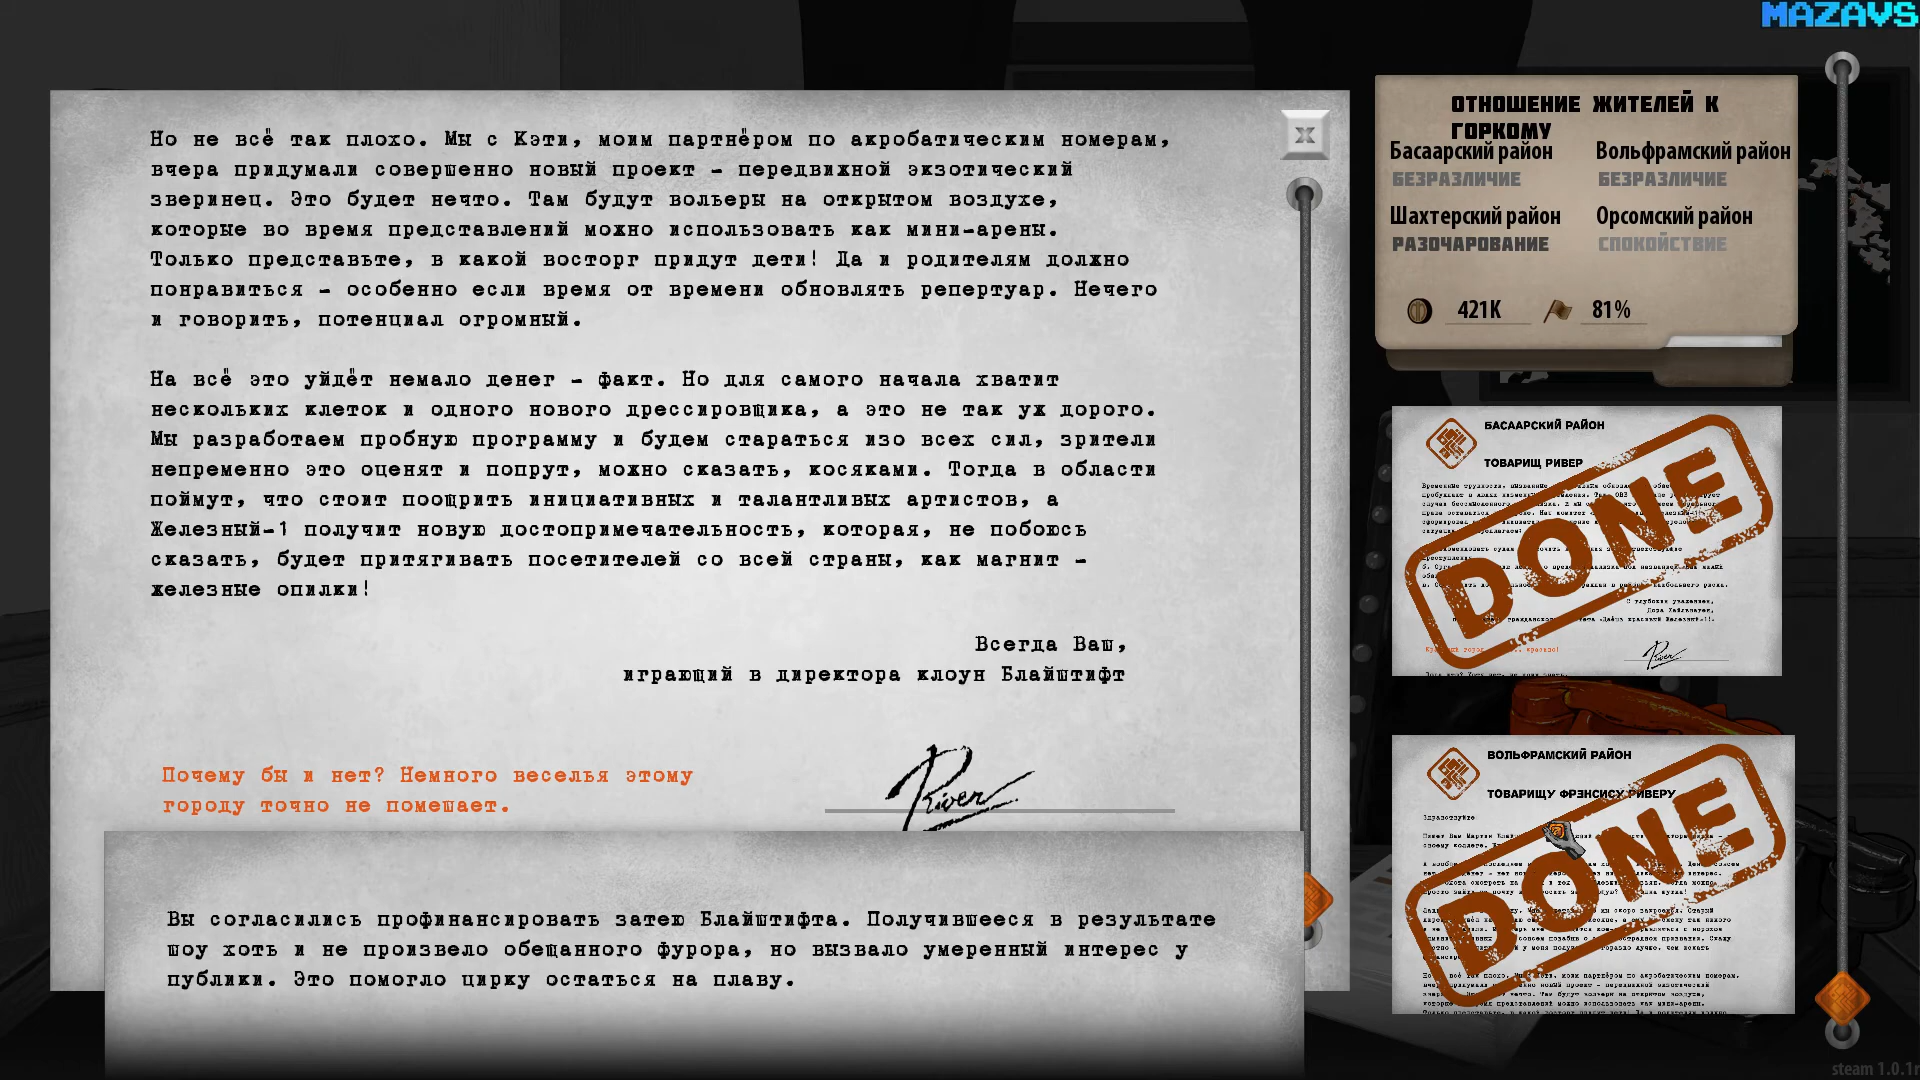 MAZAVS
Но не всё так плохо. Мы с Кэти, моим партнёром по акробатическим номерам,
вчера придумали совершенно новый проект - передвижной экзотический
зверинец. Это будет нечто. Там будут вольеры на открытом воздухе,
которые во время представлений можно использовать как мини-арены.
Только представьте, в какой восторг придут дети! Да и родителям должно
понравиться - особенно если время от времени обновлять репертуар. Нечего
и говорить, потенциал огромный.
На всё это уйдёт немало денег - факт. Но для самого начала хватит
нескольких клеток и одного нового дрессировщика, а это не так уж дорого.
Мы разработаем пробную программу и будем стараться изо всех сил, зрители
непременно это оценят и попрут, можно сказать, косяками. Тогда в области
поймут, что стоит поощрить инициативных и талантливых артистов, а
Железный-1 получит новую достопримечательность, которая, не побоюсь
сказать, будет притягивать посетителей со всей страны, как магнит -
железные опилки!
Всегда Ваш,
играющий в директора клоун Блайштифт
Почему бы и нет? Немного веселья этому
городу точно не помешает.
River
Вы согласились профинансировать затею Блайштифта. Получившееся в результате
шоу хоть и не произвело обещанного фурора, но вызвало умеренный интерес у
публики. Это помогло цирку остаться на плаву.
ОТНОШЕНИЕ ЖИТЕЛЕЙ К
ГОРКОМУ
Басаарский район
БЕЗРАЗЛИЧИЕ
Вольфрамский район
БЕЗРАЗЛИЧИЕ
Шахтерский район
РАЗОЧАРОВАНИЕ
Орсомский район
СПОКОЙСТВИЕ
421K
81%
БАСААРСКИЙ РАЙОН
ТОВАРИЩ РИВЕР
DONE
С глубоким уважением,
River
ВОЛЬФРАМСКИЙ РАЙОН
ТОВАРИЩУ ФРЭНСИСУ РИВЕРУ
Здравствуйте
DONE
steam 1.0.1r